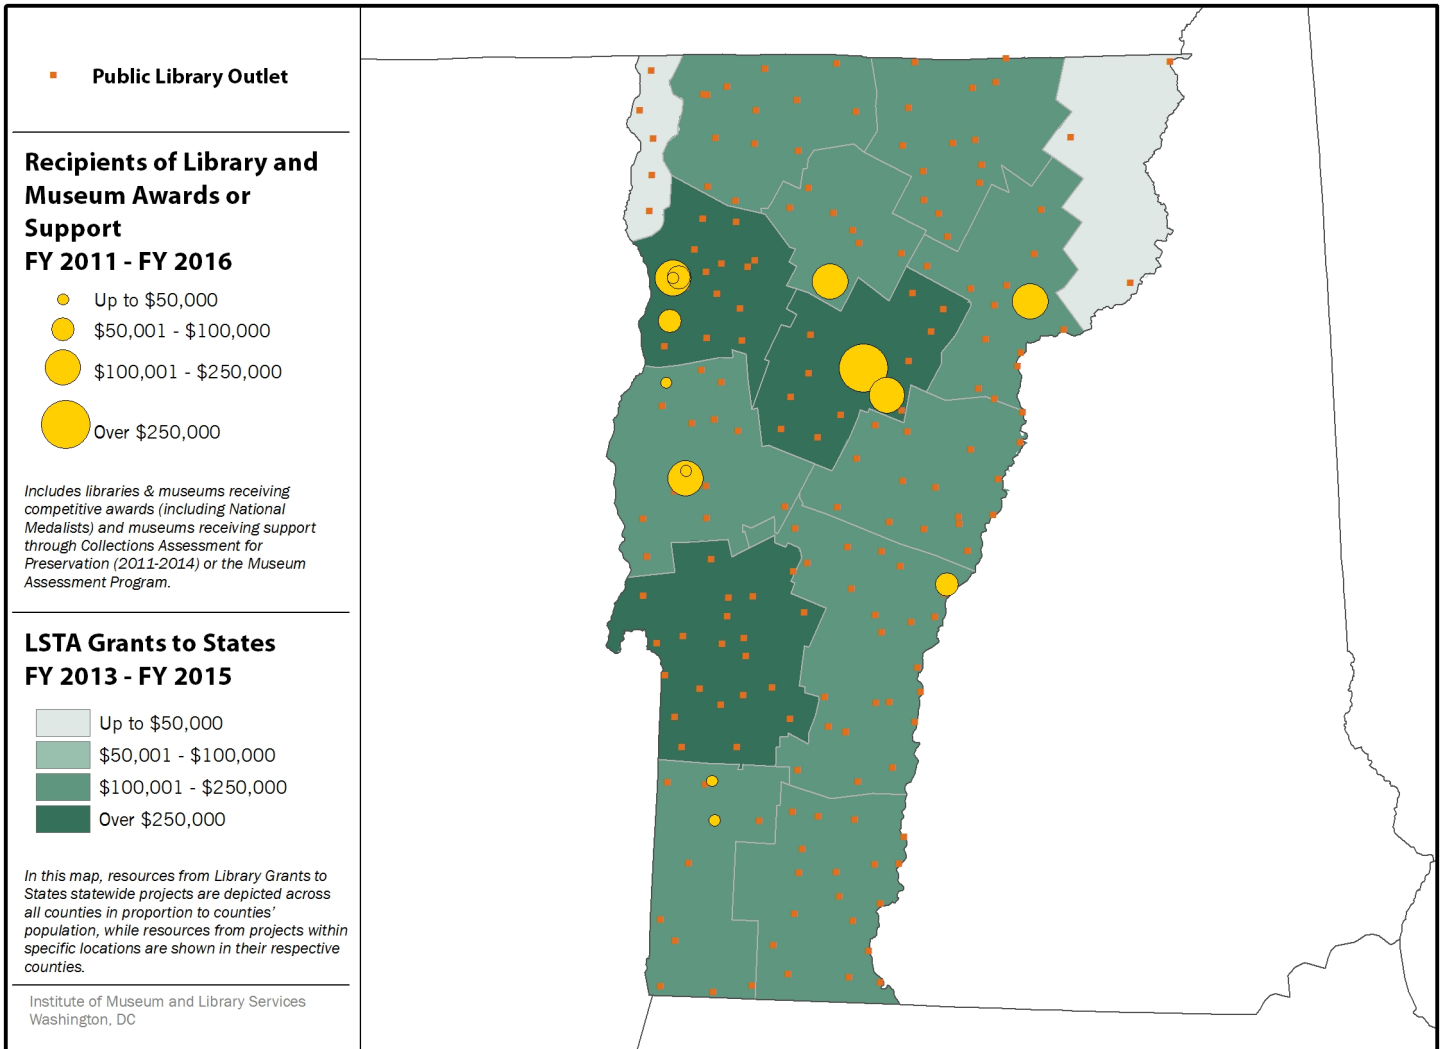 Public Library Outlet
Recipients of Library and
Museum Awards or
Support
FY 2011 - FY 2016
Up to $50,000
$50,001 - $100,000
$100,001 - $250,000
Over $250,000
Includes libraries & museums receiving
competitive awards (including National
Medalists) and museums receiving support
through Collections Assessment for
Preservation (2011-2014) or the Museum
Assessment Program.
LSTA Grants to States
FY 2013 - FY 2015
Up to $50,000
$50,001 - $100,000
$100,001 - $250,000
Over $250,000
In this map, resources from Library Grants to
States statewide projects are depicted across
all counties in proportion to counties’
population, while resources from projects within
specific locations are shown in their respective
counties.
Institute of Museum and Library Services
Washington, DC